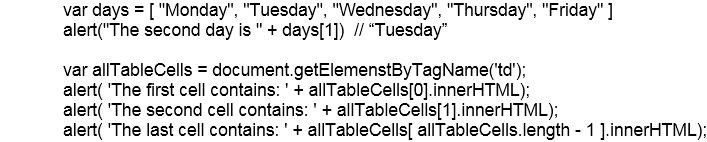 var days = [ "Monday", "Tuesday", "Wednesday", "Thursday", "Friday" ]
alert("The second day is " + days[1])  // “Tuesday”
var allTableCells = document.getElemenstByTagName('td');
alert( 'The first cell contains: ' + allTableCells[0].innerHTML);
alert( 'The second cell contains: ' + allTableCells[1].innerHTML);
alert( 'The last cell contains: ' + allTableCells[ allTableCells.length - 1 ].innerHTML);